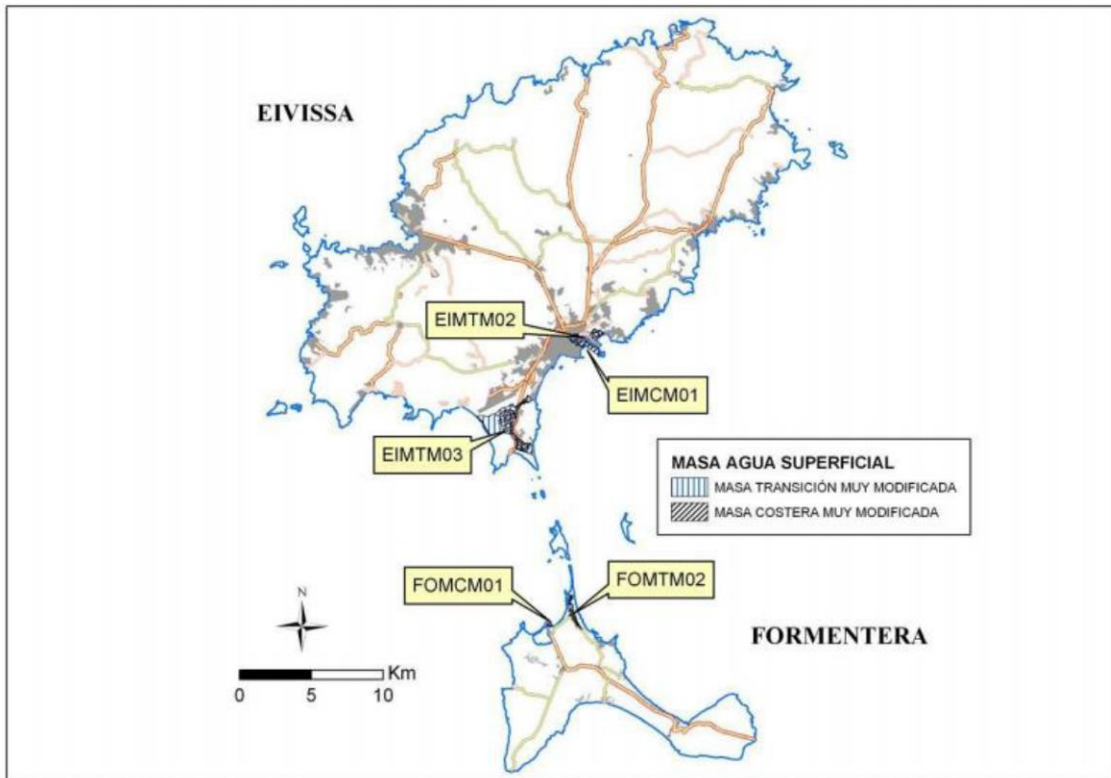 EIVISSA
EIMTM02
EIMCM01
EIMTM03
MASA AGUA SUPERFICIAL
MASA TRANSICIÓN MUY MODIFICADA
MASA COSTERA MUY MODIFICADA
FOMCM01
FOMTM02
N
FORMENTERA
Km
0 5 10